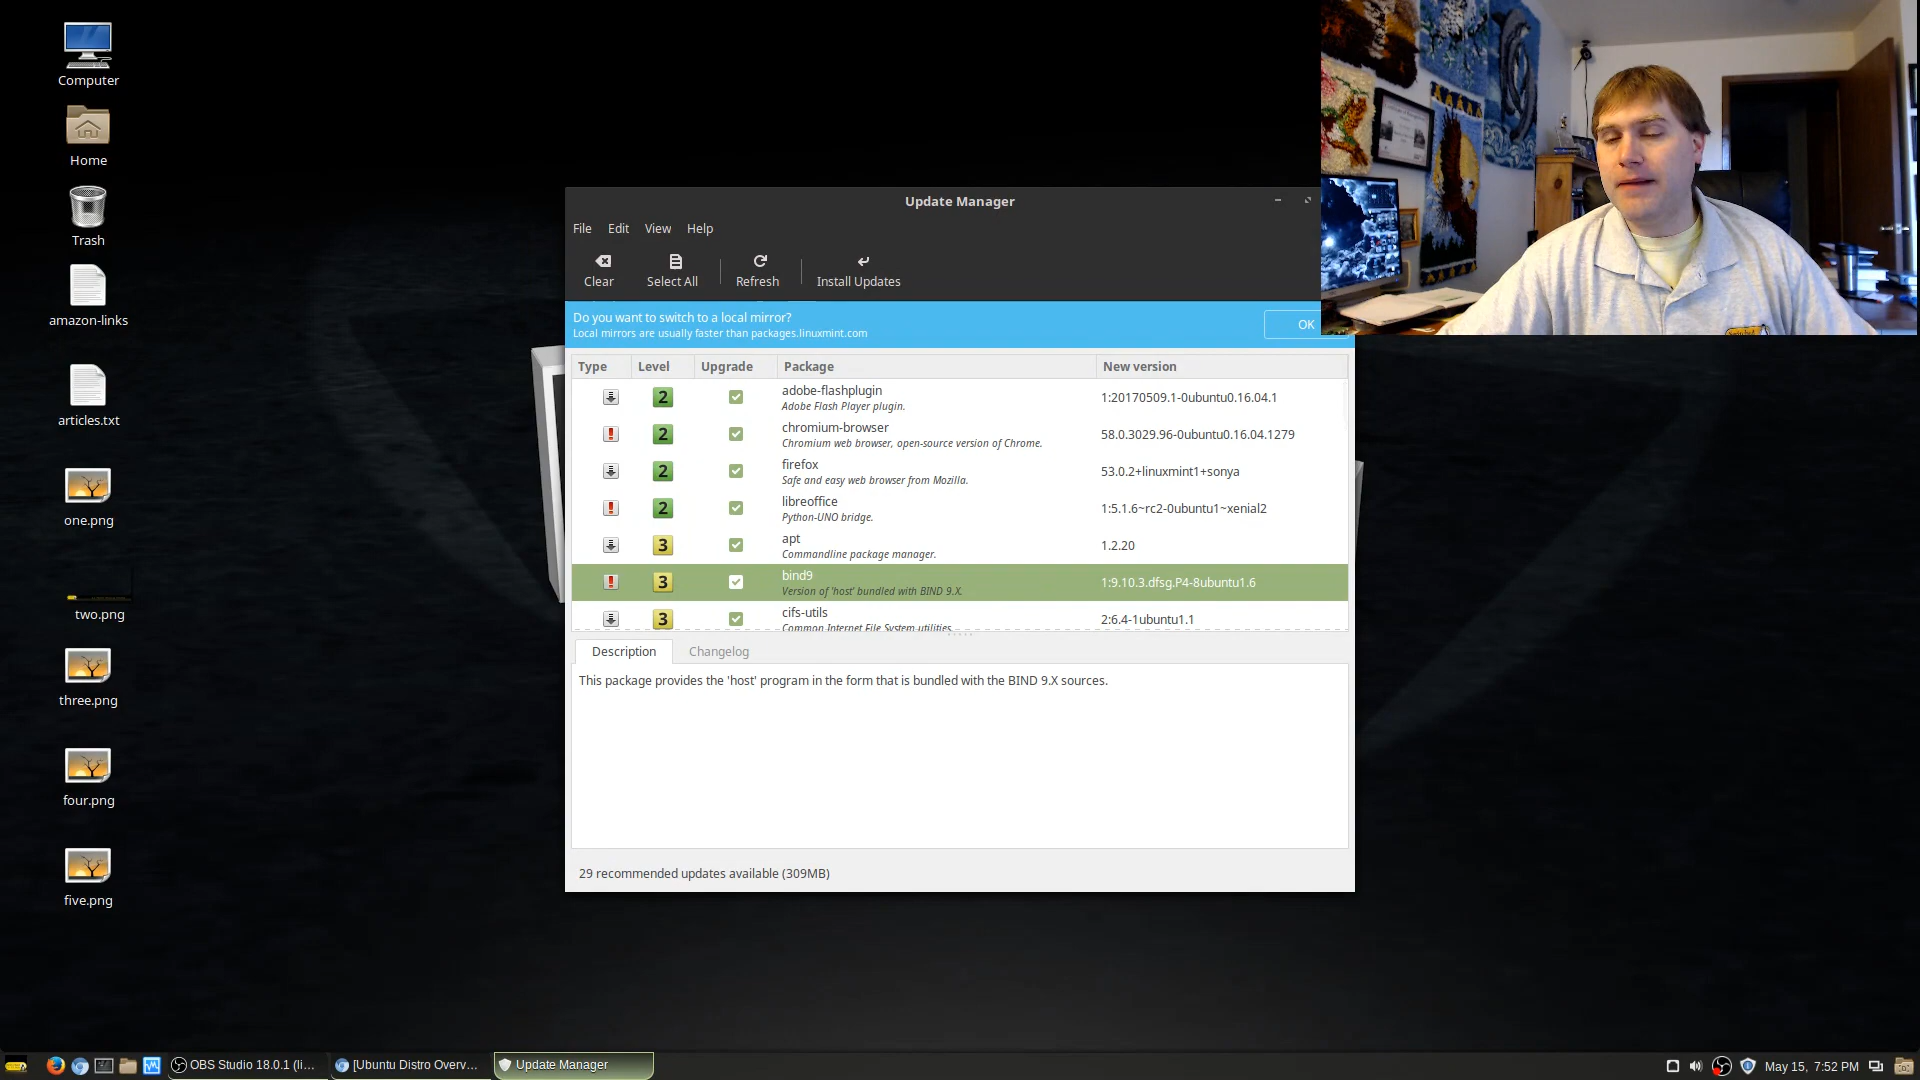 Computer
Home
Trash
amazon-links
articles.txt
one.png
two.png
three.png
four.png
five.png
Update Manager
File Edit View Help
Clear Select All Refresh Install Updates
Do you want to switch to a local mirror?
Local mirrors are usually faster than packages.linuxmint.com
OK
Type Level Upgrade Package New version
2 adobe-flashplugin 1:20170509.1-0ubuntu0.16.04.1
Adobe Flash Player plugin.
2 chromium-browser 58.0.3029.96-0ubuntu0.16.04.1279
Chromium web browser, open-source version of Chrome.
2 firefox 53.0.2+linuxmint1+sonya
Safe and easy web browser from Mozilla.
2 libreoffice 1:5.1.6~rc2-0ubuntu1~xenial2
Python-UNO bridge.
3 apt 1.2.20
Commandline package manager.
3 bind9 1:9.10.3.dfsg.P4-8ubuntu1.6
Version of 'host' bundled with BIND 9.X.
3 cifs-utils 2:6.4-1ubuntu1.1
Common Internet File System utilities.
Description Changelog
This package provides the 'host' program in the form that is bundled with the BIND 9.X sources.
29 recommended updates available (309MB)
OBS Studio 18.0.1 (li... [Ubuntu Distro Overv... Update Manager May 15, 7:52 PM